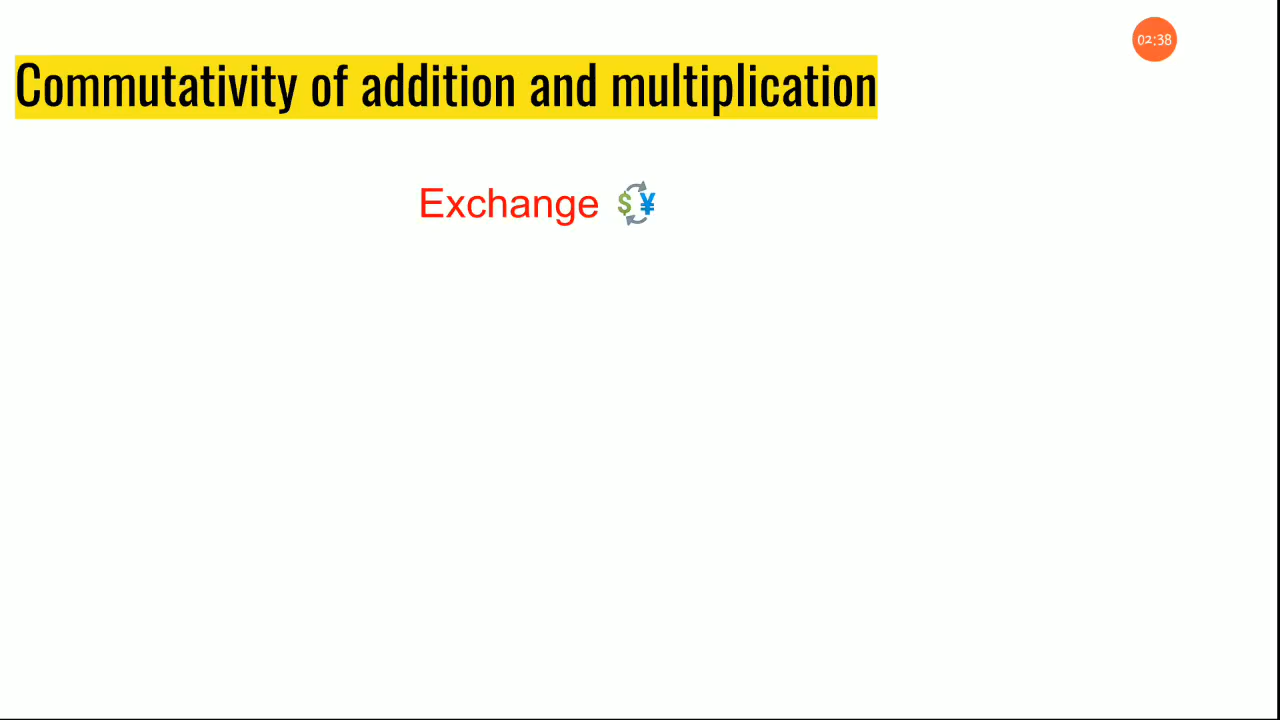 02:38
Commutativity of addition and multiplication
Exchange 💱